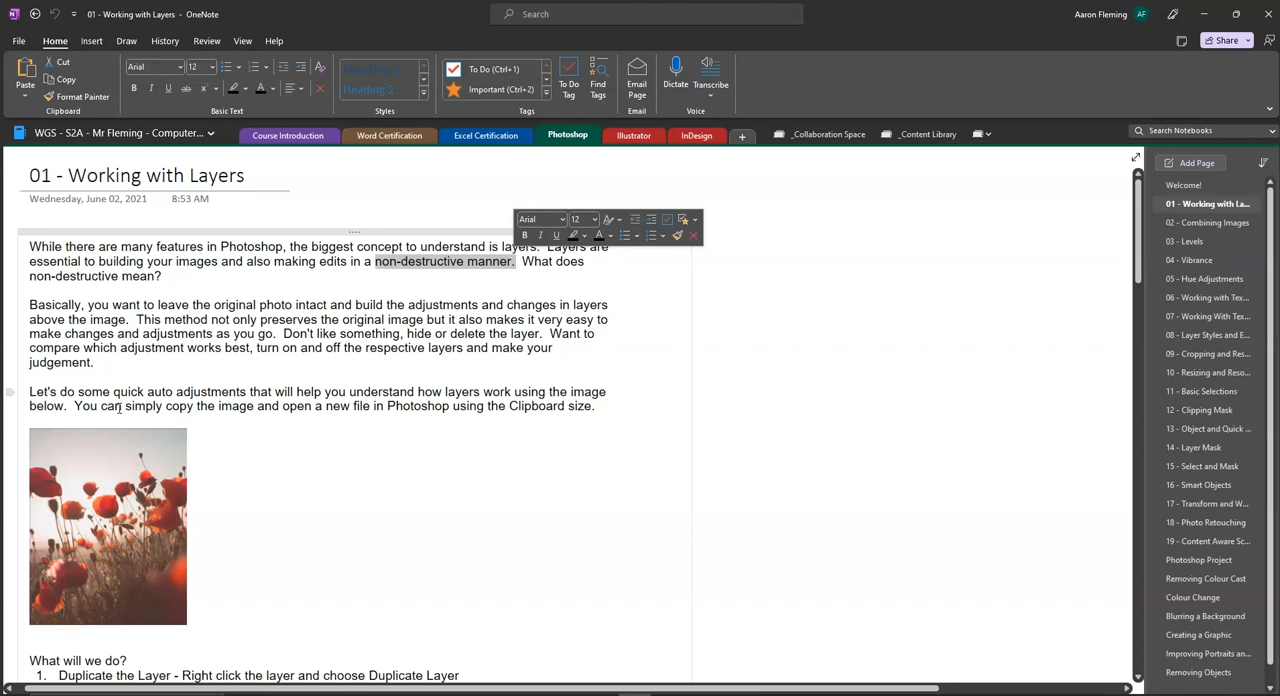 01 - Working with Layers - OneNote
Search
Aaron Fleming AF
File Home Insert Draw History Review View Help
Share
Paste
Cut
Copy
Format Painter
Clipboard
Arial 12
Basic Text
Heading 1
Heading 2
Styles
To Do (Ctrl+1)
Important (Ctrl+2)
To Do
Tag
Find
Tags
Tags
Email
Page
Email
Dictate
Transcribe
Voice
WGS - S2A - Mr Fleming - Computer...
Course Introduction Word Certification Excel Certification Photoshop Illustrator InDesign _Collaboration Space _Content Library
Search Notebooks
01 - Working with Layers
Wednesday, June 02, 2021 8:53 AM
Arial 12
While there are many features in Photoshop, the biggest concept to understand is layers. Layers are
essential to building your images and also making edits in a non-destructive manner. What does
non-destructive mean?
Basically, you want to leave the original photo intact and build the adjustments and changes in layers
above the image. This method not only preserves the original image but it also makes it very easy to
make changes and adjustments as you go. Don't like something, hide or delete the layer. Want to
compare which adjustment works best, turn on and off the respective layers and make your
judgement.
Let's do some quick auto adjustments that will help you understand how layers work using the image
below. You can simply copy the image and open a new file in Photoshop using the Clipboard size.
What will we do?
1. Duplicate the Layer - Right click the layer and choose Duplicate Layer
Add Page
Welcome!
01 - Working with La...
02 - Combining Images
03 - Levels
04 - Vibrance
05 - Hue Adjustments
06 - Working with Tex...
07 - Working With Tex...
08 - Layer Styles and E...
09 - Cropping and Res...
10 - Resizing and Reso...
11 - Basic Selections
12 - Clipping Mask
13 - Object and Quick ...
14 - Layer Mask
15 - Select and Mask
16 - Smart Objects
17 - Transform and W...
18 - Photo Retouching
19 - Content Aware Sc...
Photoshop Project
Removing Colour Cast
Colour Change
Blurring a Background
Creating a Graphic
Improving Portraits an...
Removing Objects